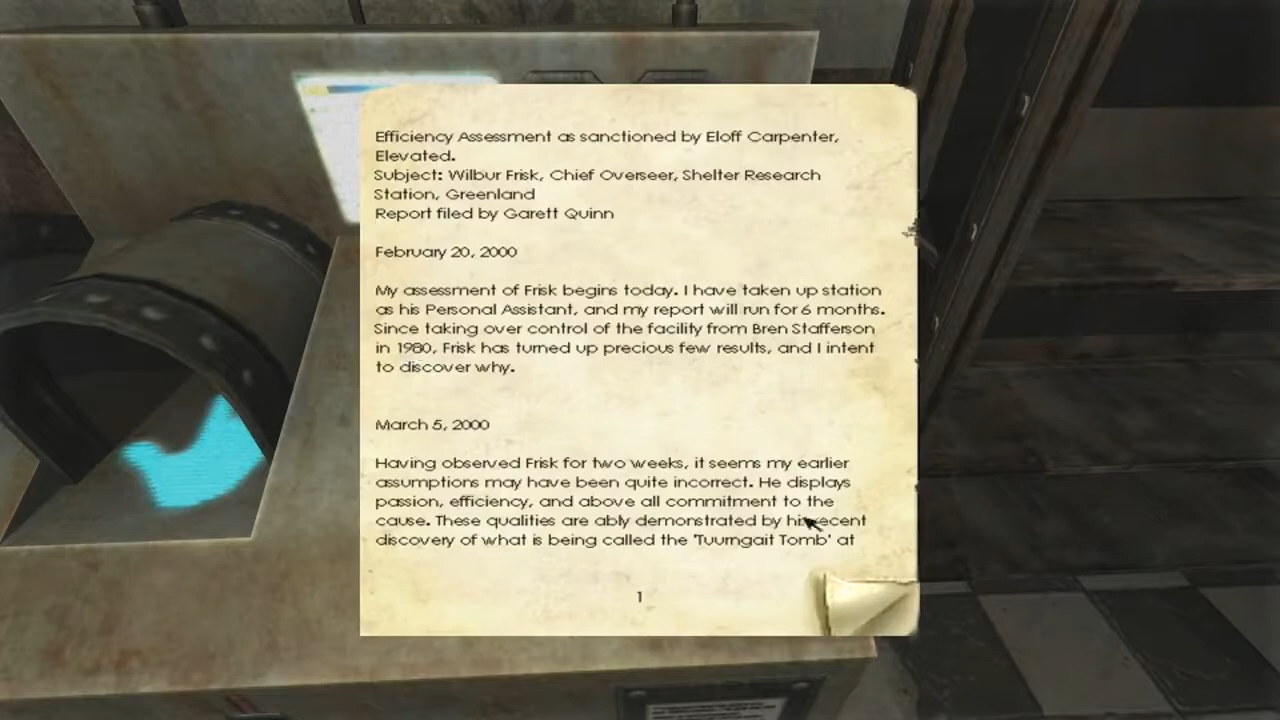 Efficiency Assessment as sanctioned by Eloff Carpenter,
Elevated.
Subject: Wilbur Frisk, Chief Overseer, Shelter Research
Station, Greenland
Report filed by Garett Quinn
February 20, 2000
My assessment of Frisk begins today. I have taken up station
as his Personal Assistant, and my report will run for 6 months.
Since taking over control of the facility from Bren Stafferson
in 1980, Frisk has turned up precious few results, and I intent
to discover why.
March 5, 2000
Having observed Frisk for two weeks, it seems my earlier
assumptions may have been quite incorrect. He displays
passion, efficiency, and above all commitment to the
cause. These qualities are ably demonstrated by his recent
discovery of what is being called the 'Tuurngait Tomb' at
1